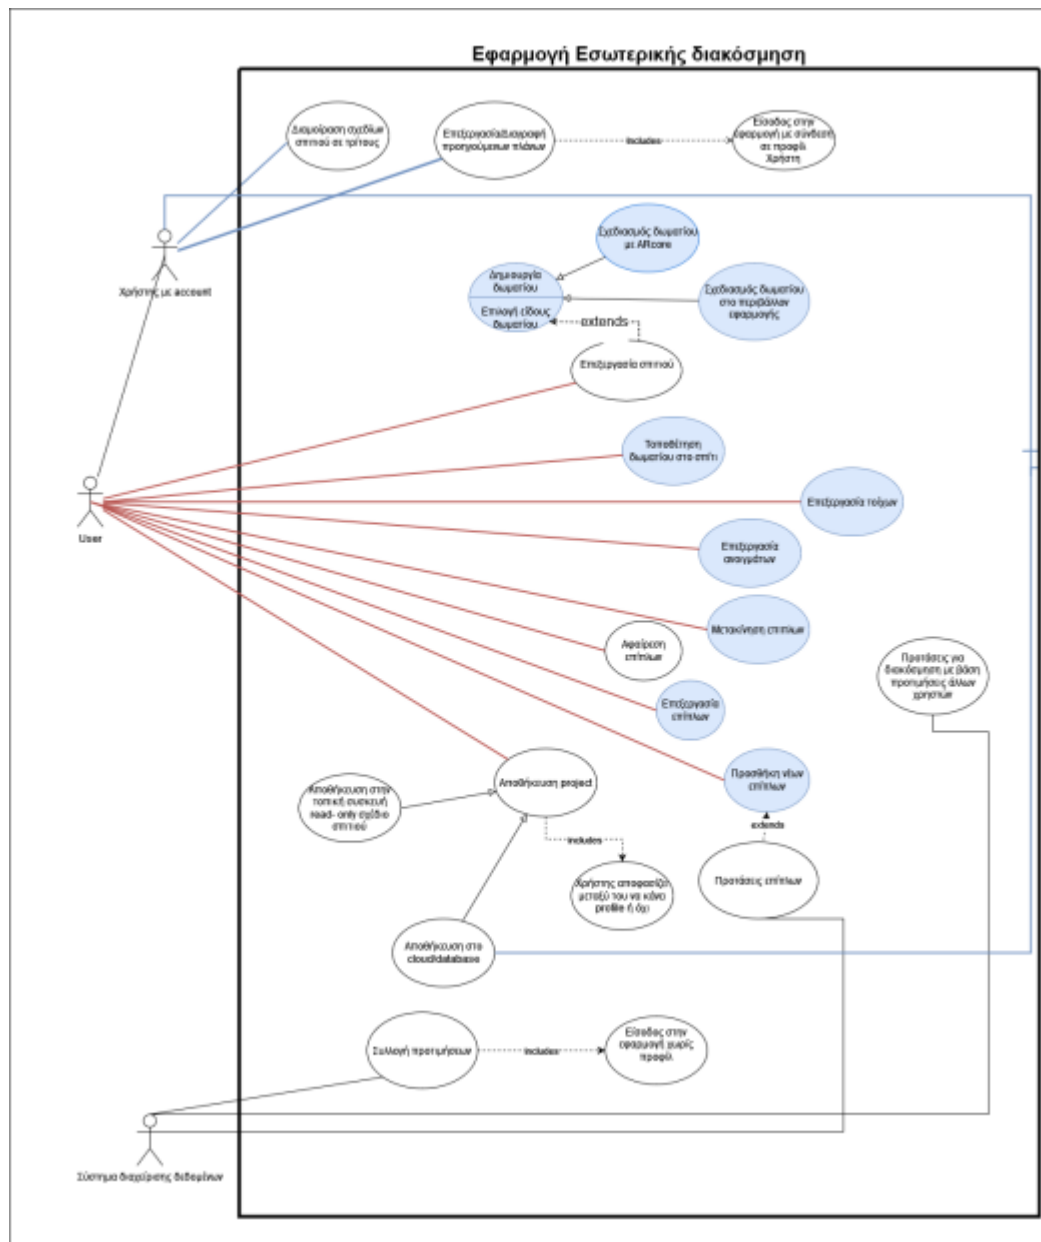 Εφαρμογή Εσωτερικής διακόσμηση
Διαμοίραση σχεδίων
σπιτιού σε τρίτους
Επεξεργασία/Διαγραφή
προηγούμενων πλάνων
includes
Είσοδος στην
εφαρμογή με σύνδεση
σε προφίλ
Χρήστη
Χρήστης με account
Σχεδιασμός δωματίου
με ARcore
Δημιουργία
δωματίου
Επιλογή είδους
δωματίου
Σχεδιασμός δωματίου
στο περιβάλλον
εφαρμογής
extends
Επεξεργασία σπιτιού
Τοποθέτηση
δωματίου στο σπίτι
User
Επεξεργασία τοίχων
Επεξεργασία
ανοιγμάτων
Μετακίνηση επιπλων
Αφαίρεση
επίπλων
Προτάσεις για
διακόσμηση με βάση
προτιμήσεις άλλων
χρηστών
Επεξεργασία
επίπλων
Αποθήκευση project
Προσθήκη νέων
επίπλων
Αποθήκευση στην
τοπική συσκευή
read- only σχέδιο
σπιτιού
extends
includes
Προτάσεις επίπλων
Χρήστης αποφασίζει
μεταξύ του να κάνει
profile ή όχι
Αποθήκευση στο
cloud/database
Συλλογή προτιμήσεων
includes
Είσοδος στην
εφαρμογή χωρίς
προφίλ
Σύστημα διαχείρισης δεδομένων